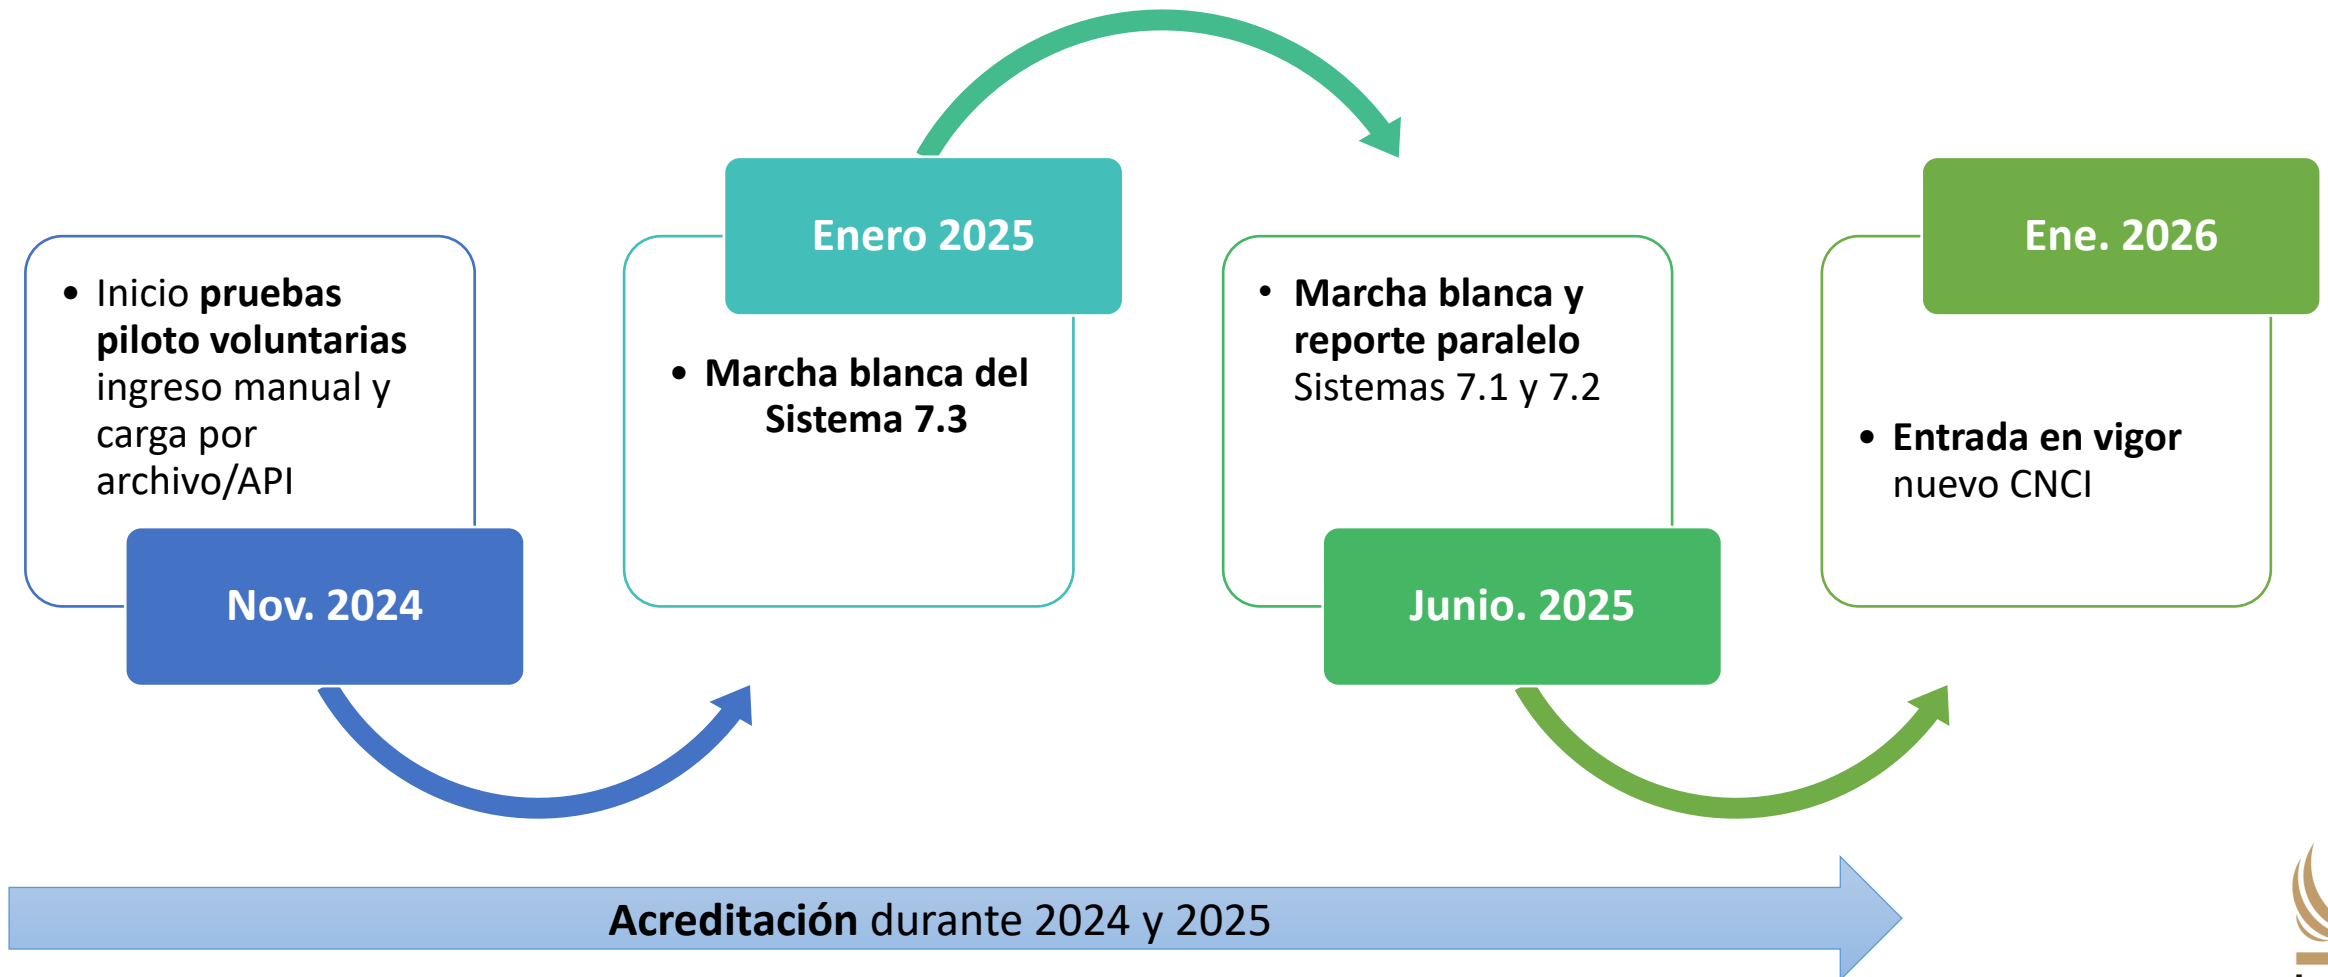 • Inicio pruebas
piloto voluntarias
ingreso manual y
carga por
archivo/API
Nov. 2024
Enero 2025
• Marcha blanca del
Sistema 7.3
• Marcha blanca y
reporte paralelo
Sistemas 7.1 y 7.2
Junio. 2025
Ene. 2026
• Entrada en vigor
nuevo CNCI
Acreditación durante 2024 y 2025